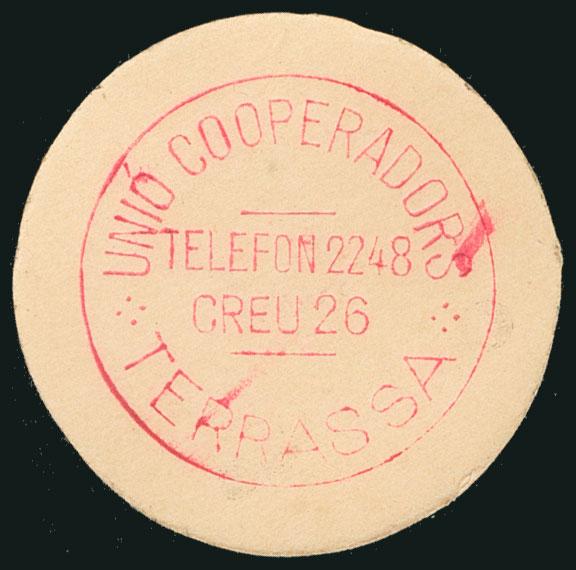 UNIÓ COOPERADORS
TELEFON 2248
CREU 26
TERRASSA